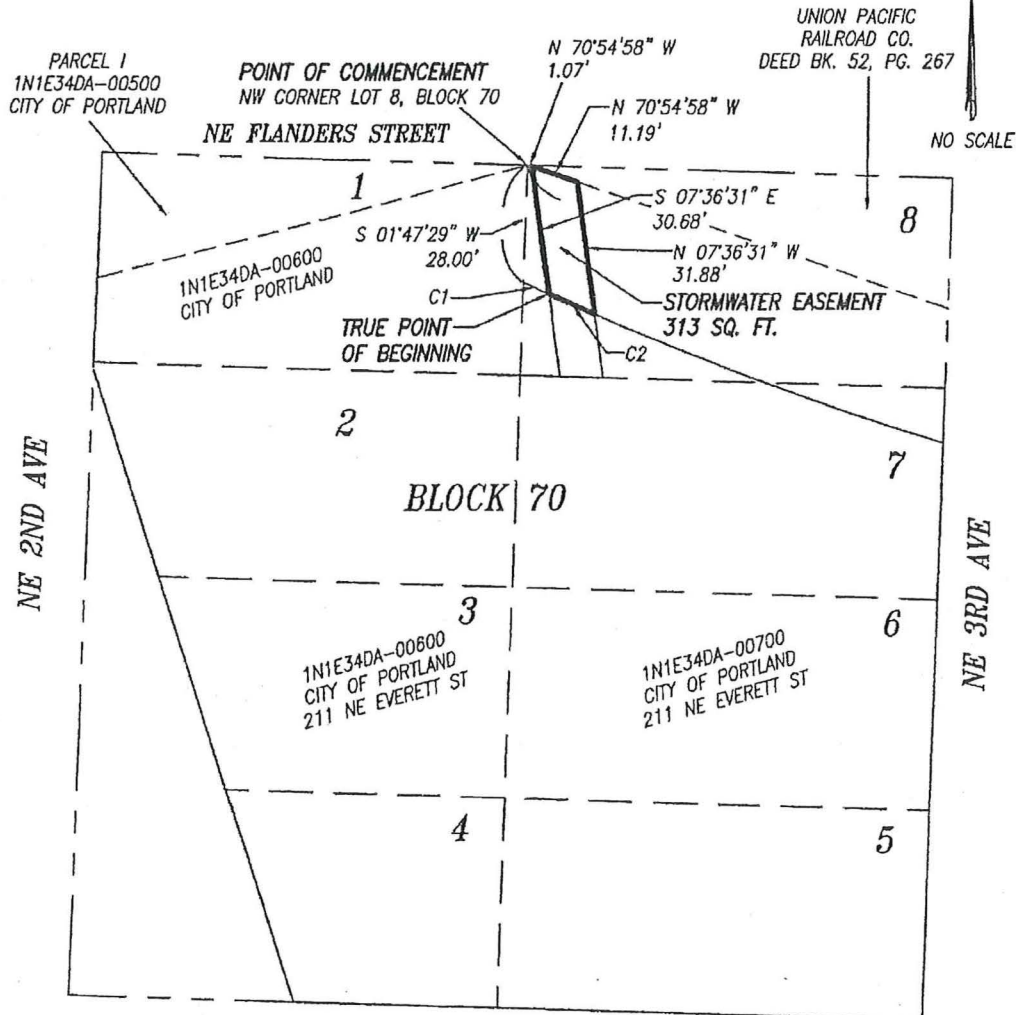 UNION PACIFIC
RAILROAD CO.
DEED BK. 52, PG. 267
PARCEL I
1N1E34DA-00500
CITY OF PORTLAND
POINT OF COMMENCEMENT
NW CORNER LOT 8, BLOCK 70
N 70°54'58" W
1.07'
N 70°54'58" W
11.19'
NO SCALE
NE FLANDERS STREET
1
8
S 07°36'31" E
30.68'
S 01°47'29" W
28.00'
N 07°36'31" W
31.88'
1N1E34DA-00600
CITY OF PORTLAND
C1
STORMWATER EASEMENT
313 SQ. FT.
TRUE POINT
OF BEGINNING
C2
2
7
BLOCK 70
NE 2ND AVE
NE 3RD AVE
3
6
1N1E34DA-00600
CITY OF PORTLAND
211 NE EVERETT ST
1N1E34DA-00700
CITY OF PORTLAND
211 NE EVERETT ST
4
5